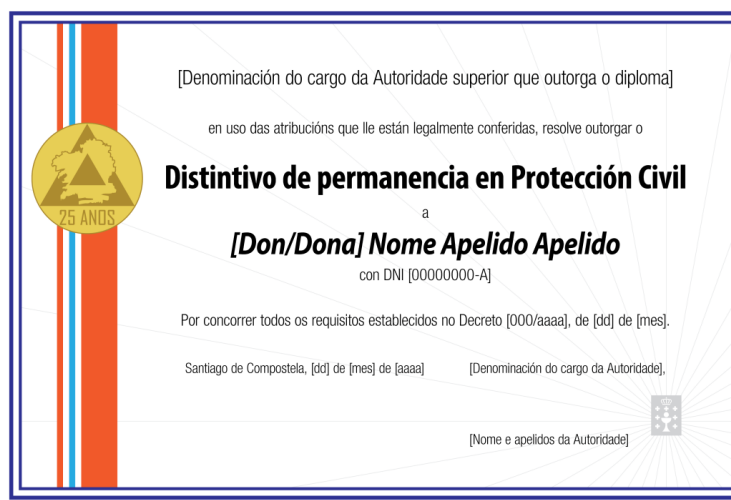 [Denominación do cargo da Autoridade superior que outorga o diploma]
en uso das atribucións que lle están legalmente conferidas, resolve outorgar o
Distintivo de permanencia en Protección Civil
a
[Don/Dona] Nome Apelido Apelido
con DNI [00000000-A]
25 ANOS
Por concorrer todos os requisitos establecidos no Decreto [000/aaaa], de [dd] de [mes].
Santiago de Compostela, [dd] de [mes] de [aaaa]
[Denominación do cargo da Autoridade],
[Nome e apelidos da Autoridade]